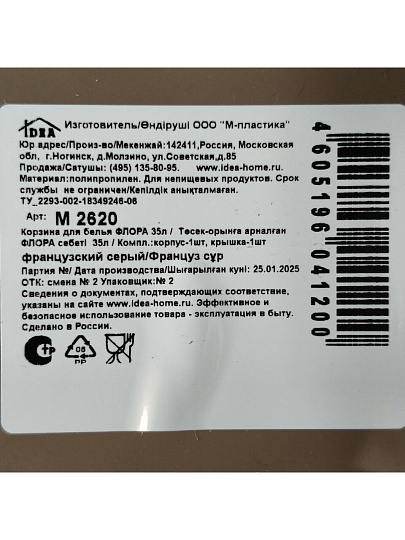 IDEA
Изготовитель/Өндіруші ООО "М-пластика"
Юр адрес/Произ-во/Мекенжай:142411,Россия, Московская
обл, г.Ногинск, д.Молзино, ул.Советская,д.85
Продажа/Сатушы: (495) 135-80-95. www.idea-home.ru.
Материал:полипропилен. Для непищевых продуктов. Срок
службы не ограничен/Кепілдік анықталмаған.
ТУ_2293-002-18349246-06
Арт: М 2620
Корзина для белья ФЛОРА 35л / Төсек-орынға арналған
ФЛОРА себеті 35л / Компл.:корпус-1шт, крышка-1шт
французский серый/Француз сұр
Партия №/ Дата производства/Шығарылған куні: 25.01.2025
ОТК: смена № 2 Упаковщик:№ 2
Сведения о документах, подтверждающих соответствие,
указаны на сайте www.idea-home.ru. Эффективное и
безопасное использование товара - эксплуатация в быту.
Сделано в России.
05
PP
4605196041200